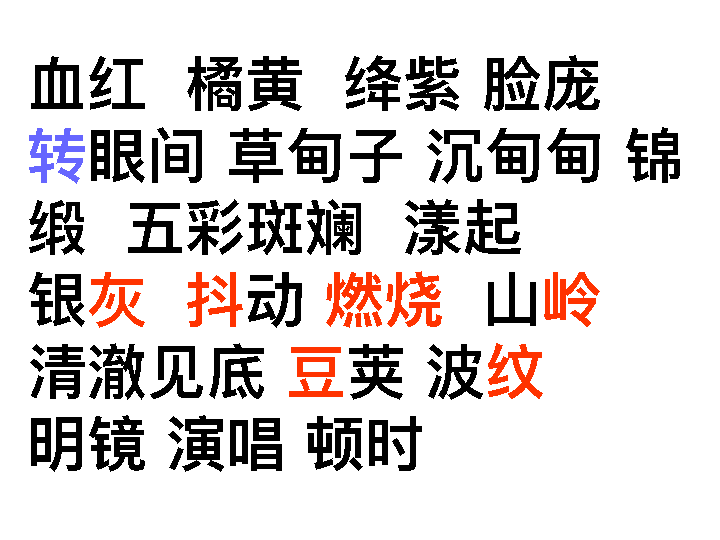 血红 橘黄 绛紫 脸庞
转眼间 草甸子 沉甸甸 锦
缎 五彩斑斓 漾起
银灰 抖动 燃烧 山岭
清澈见底 豆荚 波纹
明镜 演唱 顿时